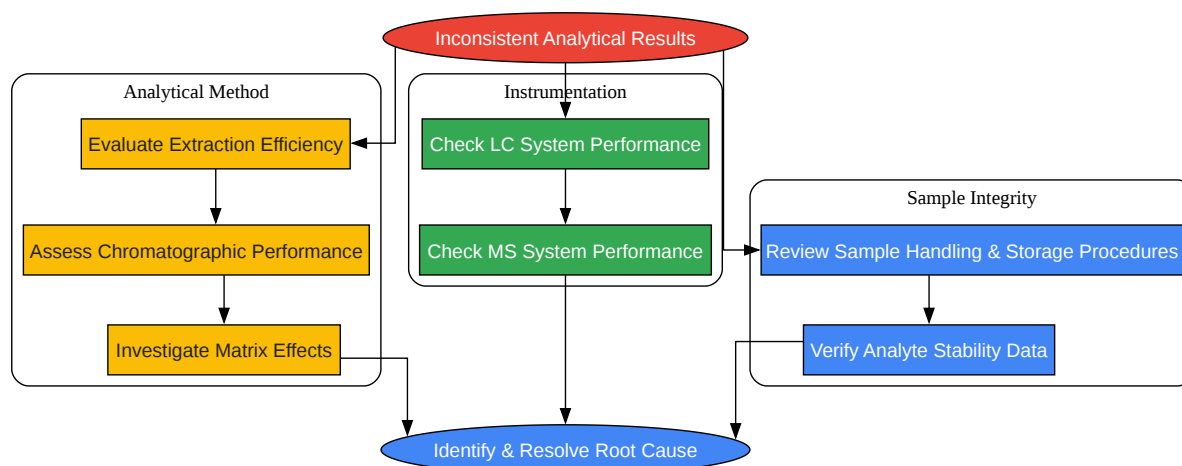 Inconsistent Analytical Results
Analytical Method
Instrumentation
Evaluate Extraction Efficiency
Check LC System Performance
Sample Integrity
Assess Chromatographic Performance
Check MS System Performance
Review Sample Handling & Storage Procedures
Investigate Matrix Effects
Verify Analyte Stability Data
Identify & Resolve Root Cause